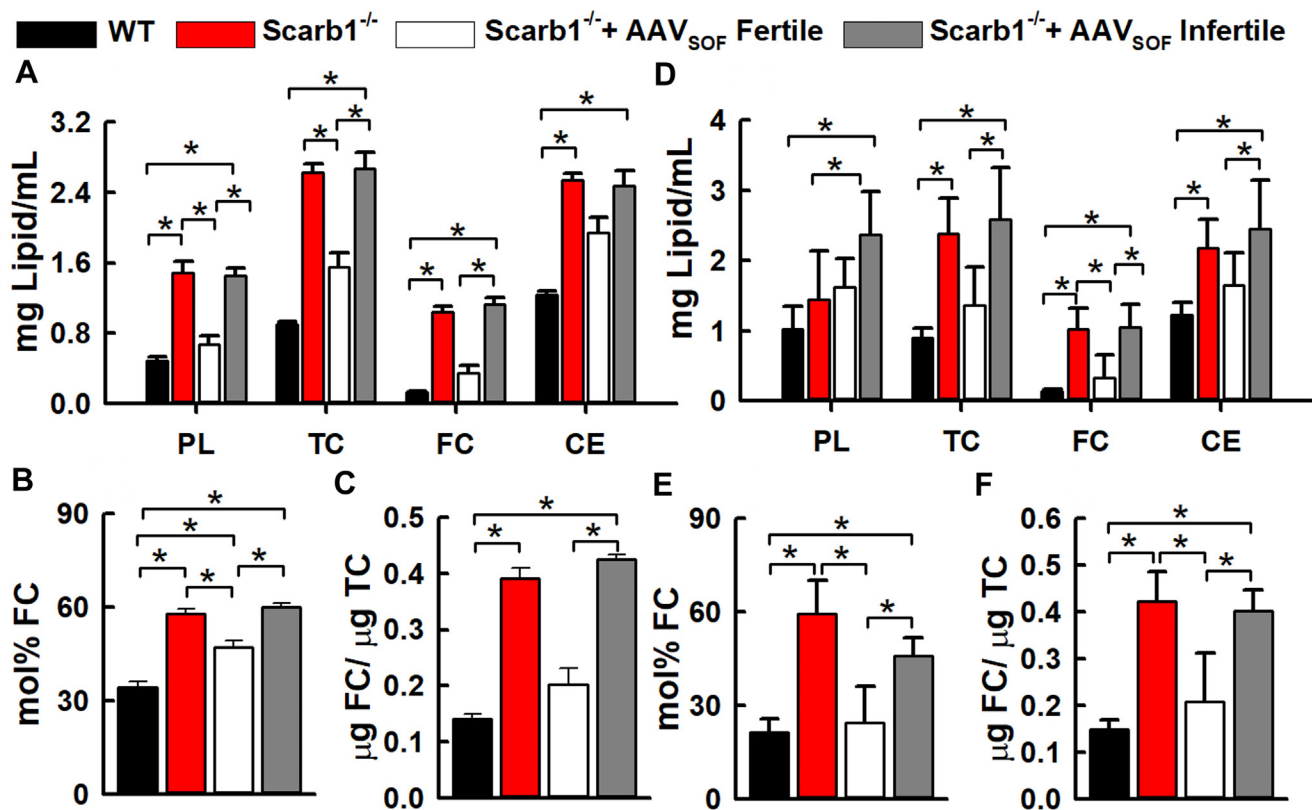 WT Scarb1-/- Scarb1-/-+ AAVSOF Fertile Scarb1-/-+ AAVSOF Infertile
A
mg Lipid/mL
3.2
2.4
1.6
0.8
0.0
* * * * * * * * * * * *
PL TC FC CE
D
mg Lipid/mL
4
3
2
1
0
* * * * * * * * * * * *
PL TC FC CE
B
mol% FC
90
60
30
0
* * * * *
C
µg FC/ µg TC
0.5
0.4
0.3
0.2
0.1
0.0
* * *
E
mol% FC
90
60
30
0
* * * *
F
µg FC/ µg TC
0.6
0.5
0.4
0.3
0.2
0.1
0.0
* * * *